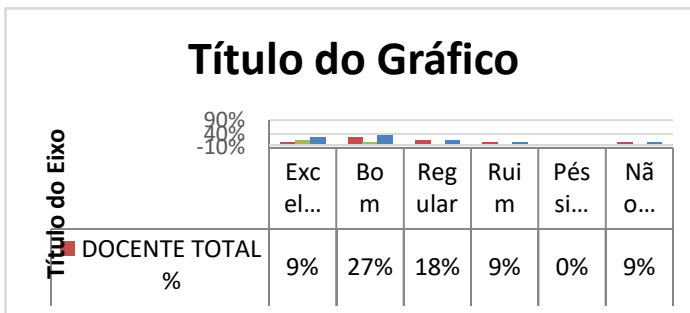 Título do Gráfico
Título do Eixo
90%
40%
-10%
Exc
el...
Bo
m
Reg
ular
Rui
m
Pés
si...
Nã
o...
DOCENTE TOTAL
%
9% 27% 18% 9% 0% 9%